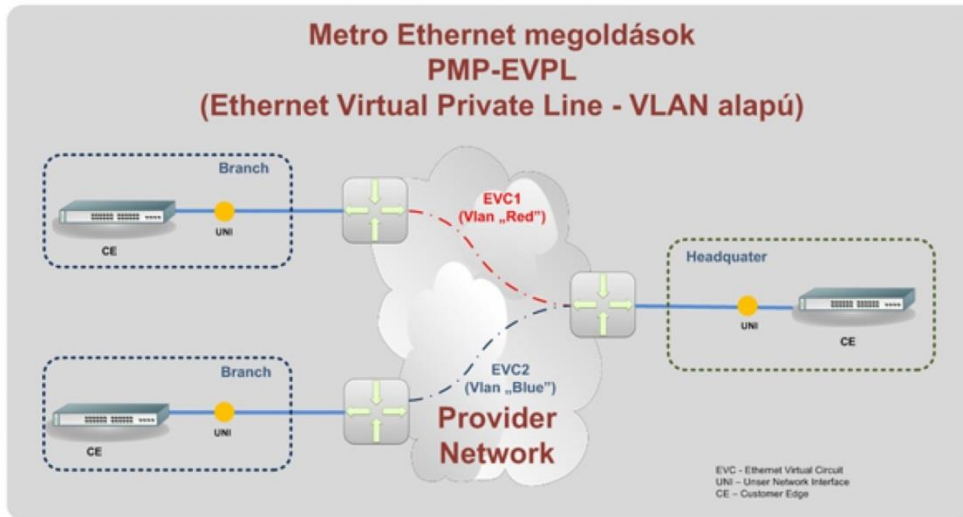 Metro Ethernet megoldások
PMP-EVPL
(Ethernet Virtual Private Line - VLAN alapú)
Branch
CE
UNI
EVC1
(Vlan „Red”)
Headquater
UNI
CE
Branch
CE
UNI
EVC2
(Vlan „Blue”)
Provider
Network
EVC - Ethernet Virtual Circuit
UNI – Unser Network Interface
CE – Customer Edge